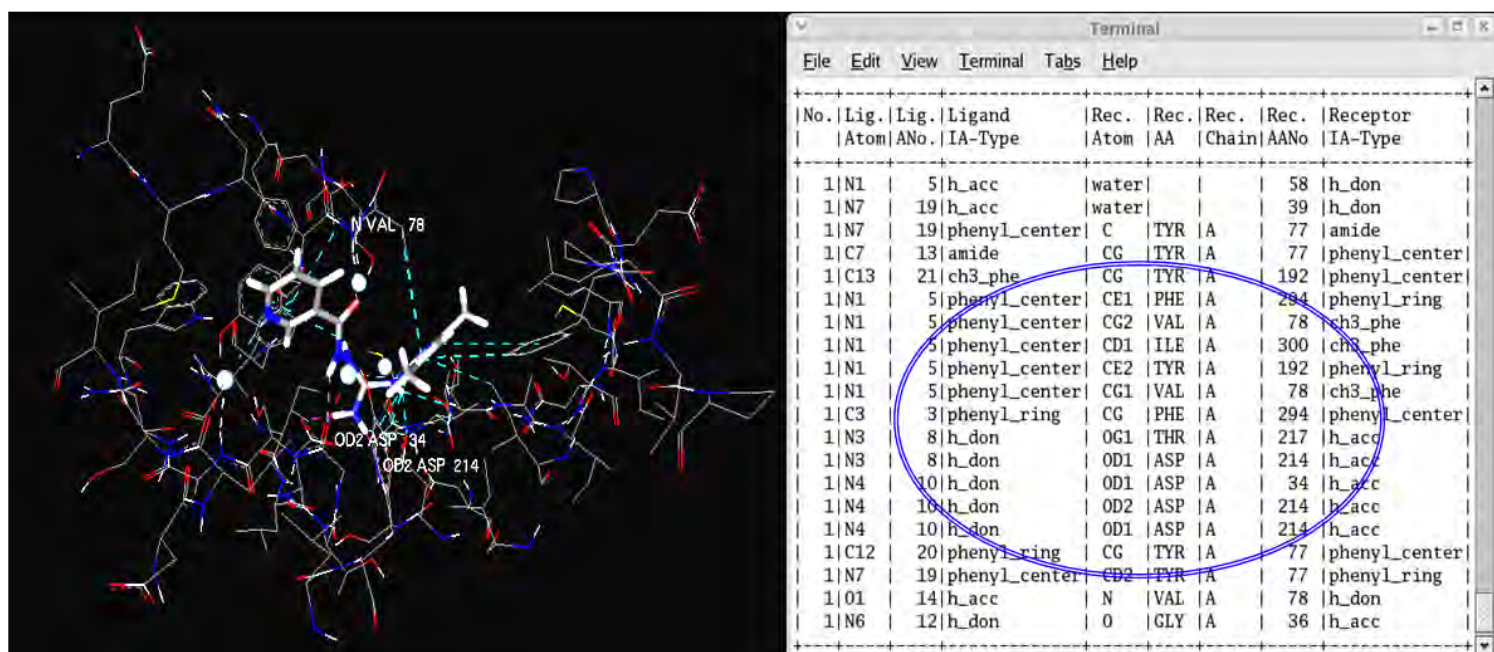 N VAL 78
OD2 ASP 34
OD2 ASP 214
Terminal
File Edit View Terminal Tabs Help
|No.|Lig.|Lig.|Ligand |Rec. |Rec.|Rec. |Rec. |Receptor
| |Atom|ANo.|IA-Type |Atom |AA |Chain|AANo |IA-Type |
| 1|N1 | 5|h_acc |water| | | 58 |h_don |
| 1|N7 | 19|h_acc |water| | | 39 |h_don |
| 1|N7 | 19|phenyl_center| C |TYR |A | 77 |amide |
| 1|C7 | 13|amide | CG |TYR |A | 77 |phenyl_center|
| 1|C13 | 21|ch3_phe | CG |TYR |A | 192 |phenyl_center|
| 1|N1 | 5|phenyl_center| CE1 |PHE |A | 294 |phenyl_ring |
| 1|N1 | 5|phenyl_center| CG2 |VAL |A | 78 |ch3_phe |
| 1|N1 | 5|phenyl_center| CD1 |ILE |A | 300 |ch3_phe |
| 1|N1 | 5|phenyl_center| CE2 |TYR |A | 192 |phenyl_ring |
| 1|N1 | 5|phenyl_center| CG1 |VAL |A | 78 |ch3_phe |
| 1|C3 | 3|phenyl_ring | CG |PHE |A | 294 |phenyl_center|
| 1|N3 | 8|h_don | OG1 |THR |A | 217 |h_acc |
| 1|N3 | 8|h_don | OD1 |ASP |A | 214 |h_acc |
| 1|N4 | 10|h_don | OD1 |ASP |A | 34 |h_acc |
| 1|N4 | 10|h_don | OD2 |ASP |A | 214 |h_acc |
| 1|N4 | 10|h_don | OD1 |ASP |A | 214 |h_acc |
| 1|C12 | 20|phenyl_ring | CG |TYR |A | 77 |phenyl_center|
| 1|N7 | 19|phenyl_center| CD2 |TYR |A | 77 |phenyl_ring |
| 1|O1 | 14|h_acc | N |VAL |A | 78 |h_don |
| 1|N6 | 12|h_don | O |GLY |A | 36 |h_acc |